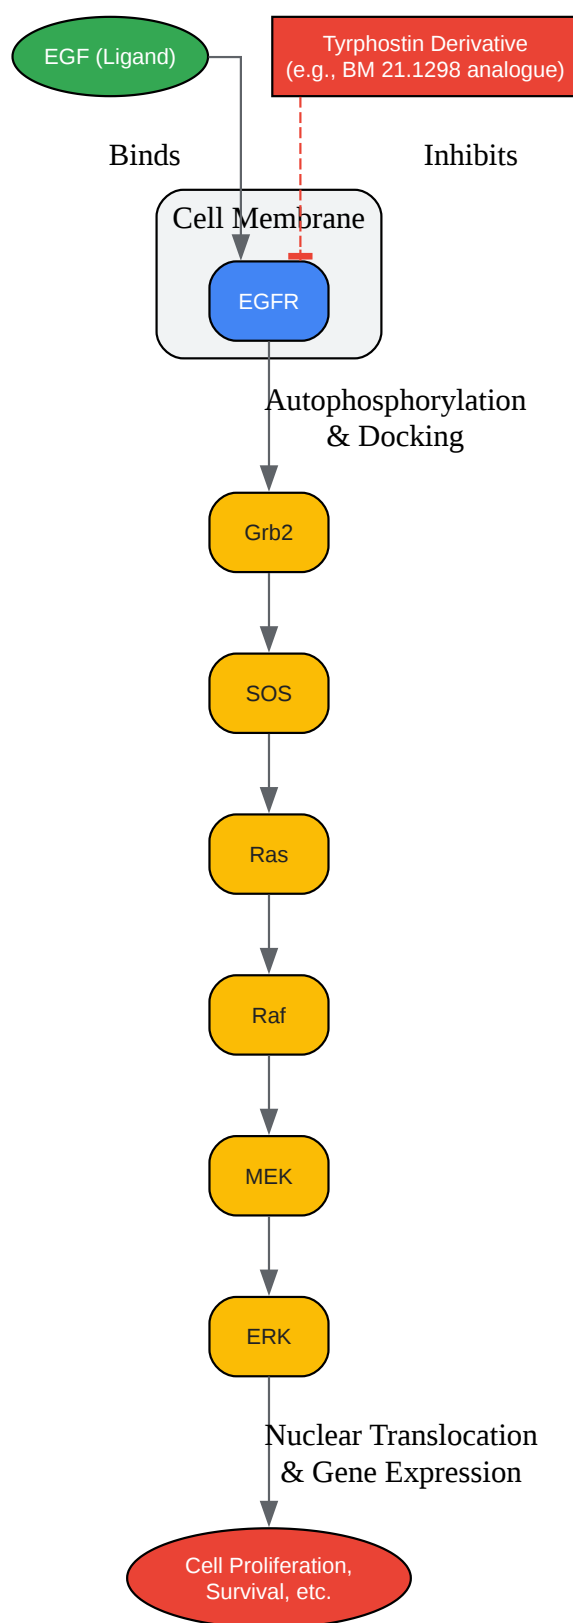 EGF (Ligand)
Tyrphostin Derivative
(e.g., BM 21.1298 analogue)
Binds
Inhibits
Cell Membrane
EGFR
Autophosphorylation
& Docking
Grb2
SOS
Ras
Raf
MEK
ERK
Nuclear Translocation
& Gene Expression
Cell Proliferation,
Survival, etc.